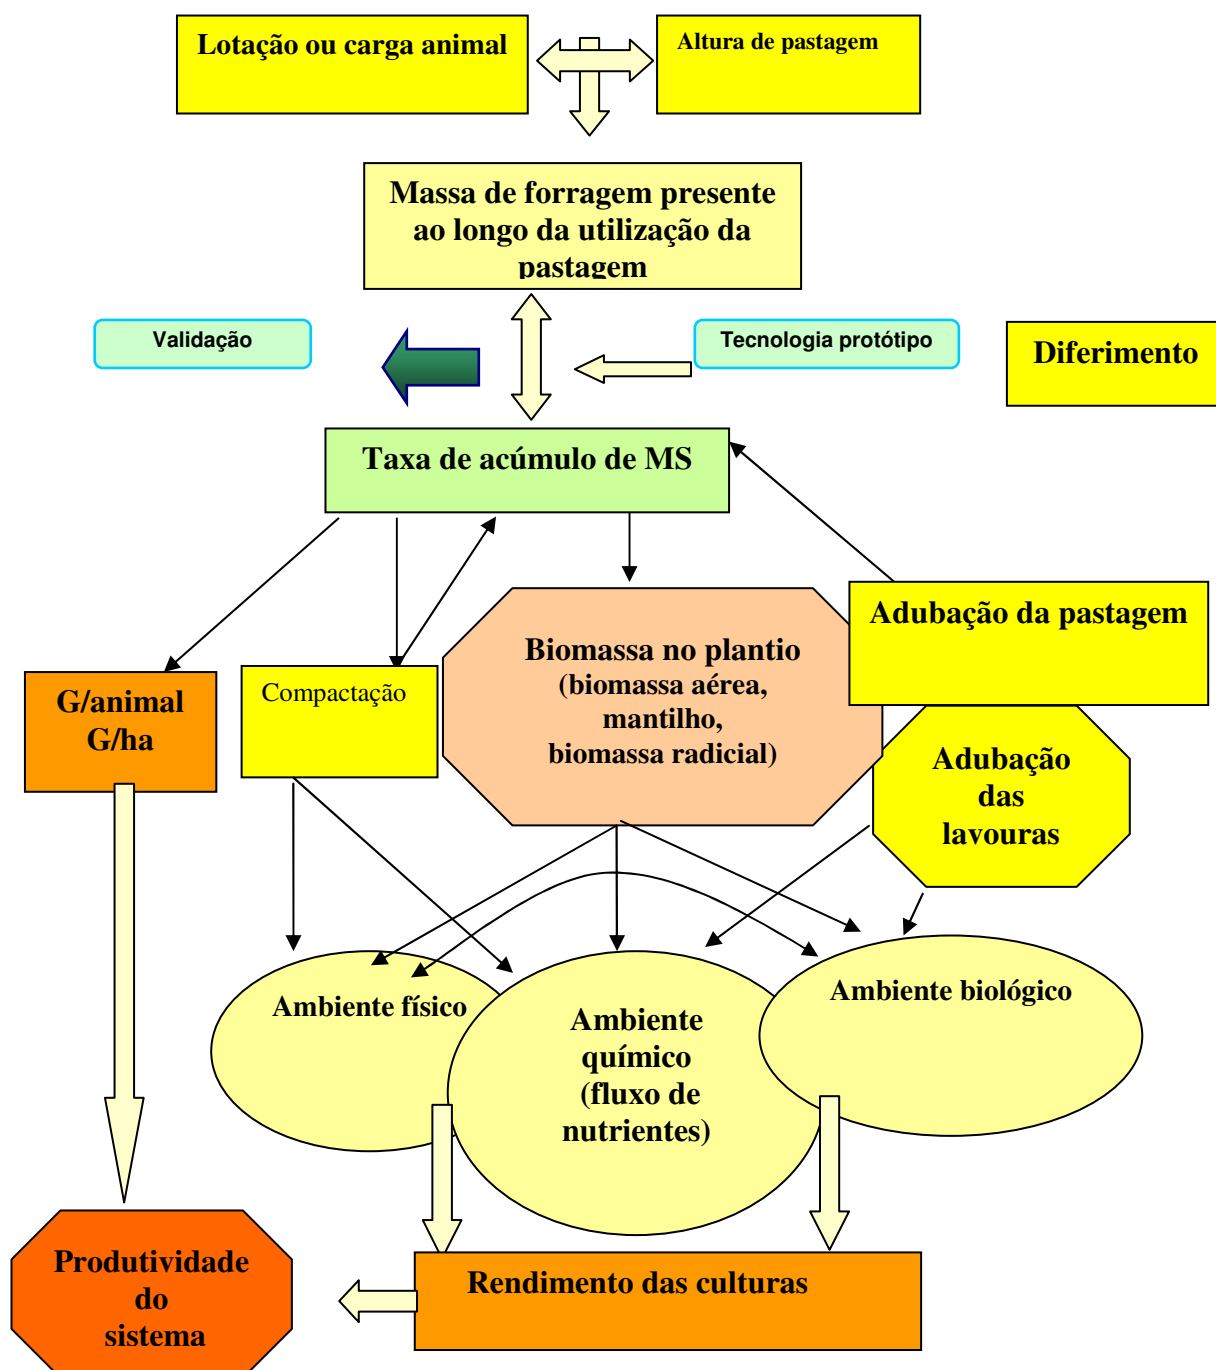 Lotação ou carga animal
Altura de pastagem
Massa de forragem presente
ao longo da utilização da
pastagem
Validação
Tecnologia protótipo
Diferimento
Taxa de acúmulo de MS
Adubação da pastagem
Biomassa no plantio
(biomassa aérea,
mantilho,
biomassa radicial)
G/animal
G/ha
Compactação
Adubação
das
lavouras
Ambiente físico
Ambiente
químico
(fluxo de
nutrientes)
Ambiente biológico
Produtividade
do
sistema
Rendimento das culturas